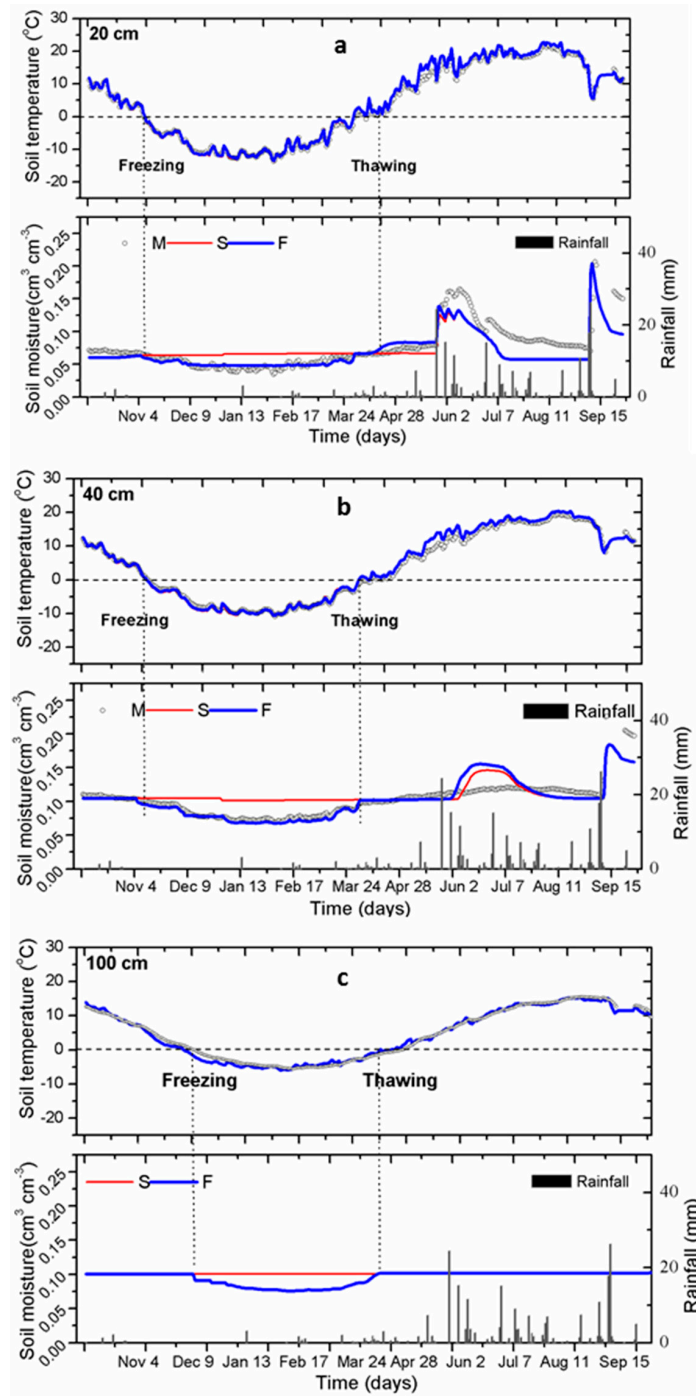 20 cm
a
Soil temperature (°C)
30
20
10
0
-10
-20
Freezing
Thawing
M S F
Rainfall
Soil moisture(cm³ cm⁻³)
0.25
0.20
0.15
0.10
0.05
0.00
40
20
0
Rainfall (mm)
Nov 4 Dec 9 Jan 13 Feb 17 Mar 24 Apr 28 Jun 2 Jul 7 Aug 11 Sep 15
Time (days)
40 cm
b
Soil temperature (°C)
30
20
10
0
-10
-20
Freezing
Thawing
M S F
Rainfall
Soil moisture(cm³ cm⁻³)
0.25
0.20
0.15
0.10
0.05
0.00
40
20
0
Rainfall (mm)
Nov 4 Dec 9 Jan 13 Feb 17 Mar 24 Apr 28 Jun 2 Jul 7 Aug 11 Sep 15
Time (days)
100 cm
c
Soil temperature (°C)
30
20
10
0
-10
-20
Freezing
Thawing
S F
Rainfall
Soil moisture(cm³ cm⁻³)
0.25
0.20
0.15
0.10
0.05
0.00
40
20
0
Rainfall (mm)
Nov 4 Dec 9 Jan 13 Feb 17 Mar 24 Apr 28 Jun 2 Jul 7 Aug 11 Sep 15
Time (days)